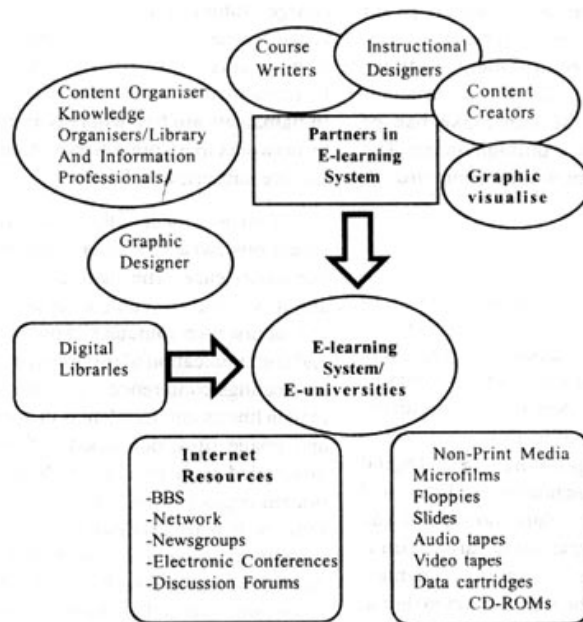 Course
Writers
Instructional
Designers
Content Organiser
Knowledge
Organisers/Library
And Information
Professionals/
Content
Creators
Partners in
E-learning
System
Graphic
visualise
Graphic
Designer
Digital
Libraries
E-learning
System/
E-universities
Internet
Resources
-BBS
-Network
-Newsgroups
-Electronic Conferences
-Discussion Forums
Non-Print Media
Microfilms
Floppies
Slides
Audio tapes
Video tapes
Data cartridges
CD-ROMs